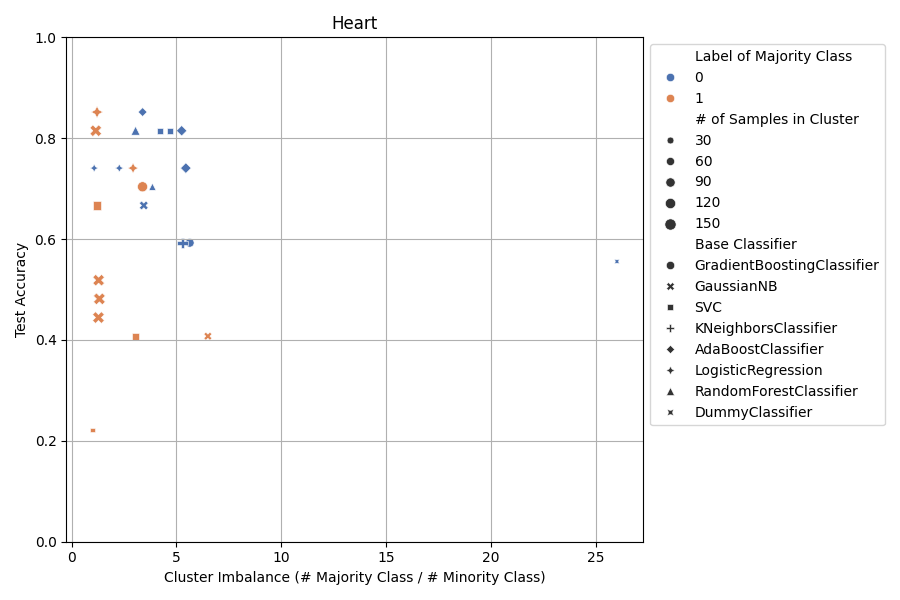 Heart
1.0
0.8
0.6
0.4
0.2
0.0
Test Accuracy
0
5
10
15
20
25
Cluster Imbalance (# Majority Class / # Minority Class)
Label of Majority Class
0
1
# of Samples in Cluster
30
60
90
120
150
Base Classifier
GradientBoostingClassifier
GaussianNB
SVC
KNeighborsClassifier
AdaBoostClassifier
LogisticRegression
RandomForestClassifier
DummyClassifier